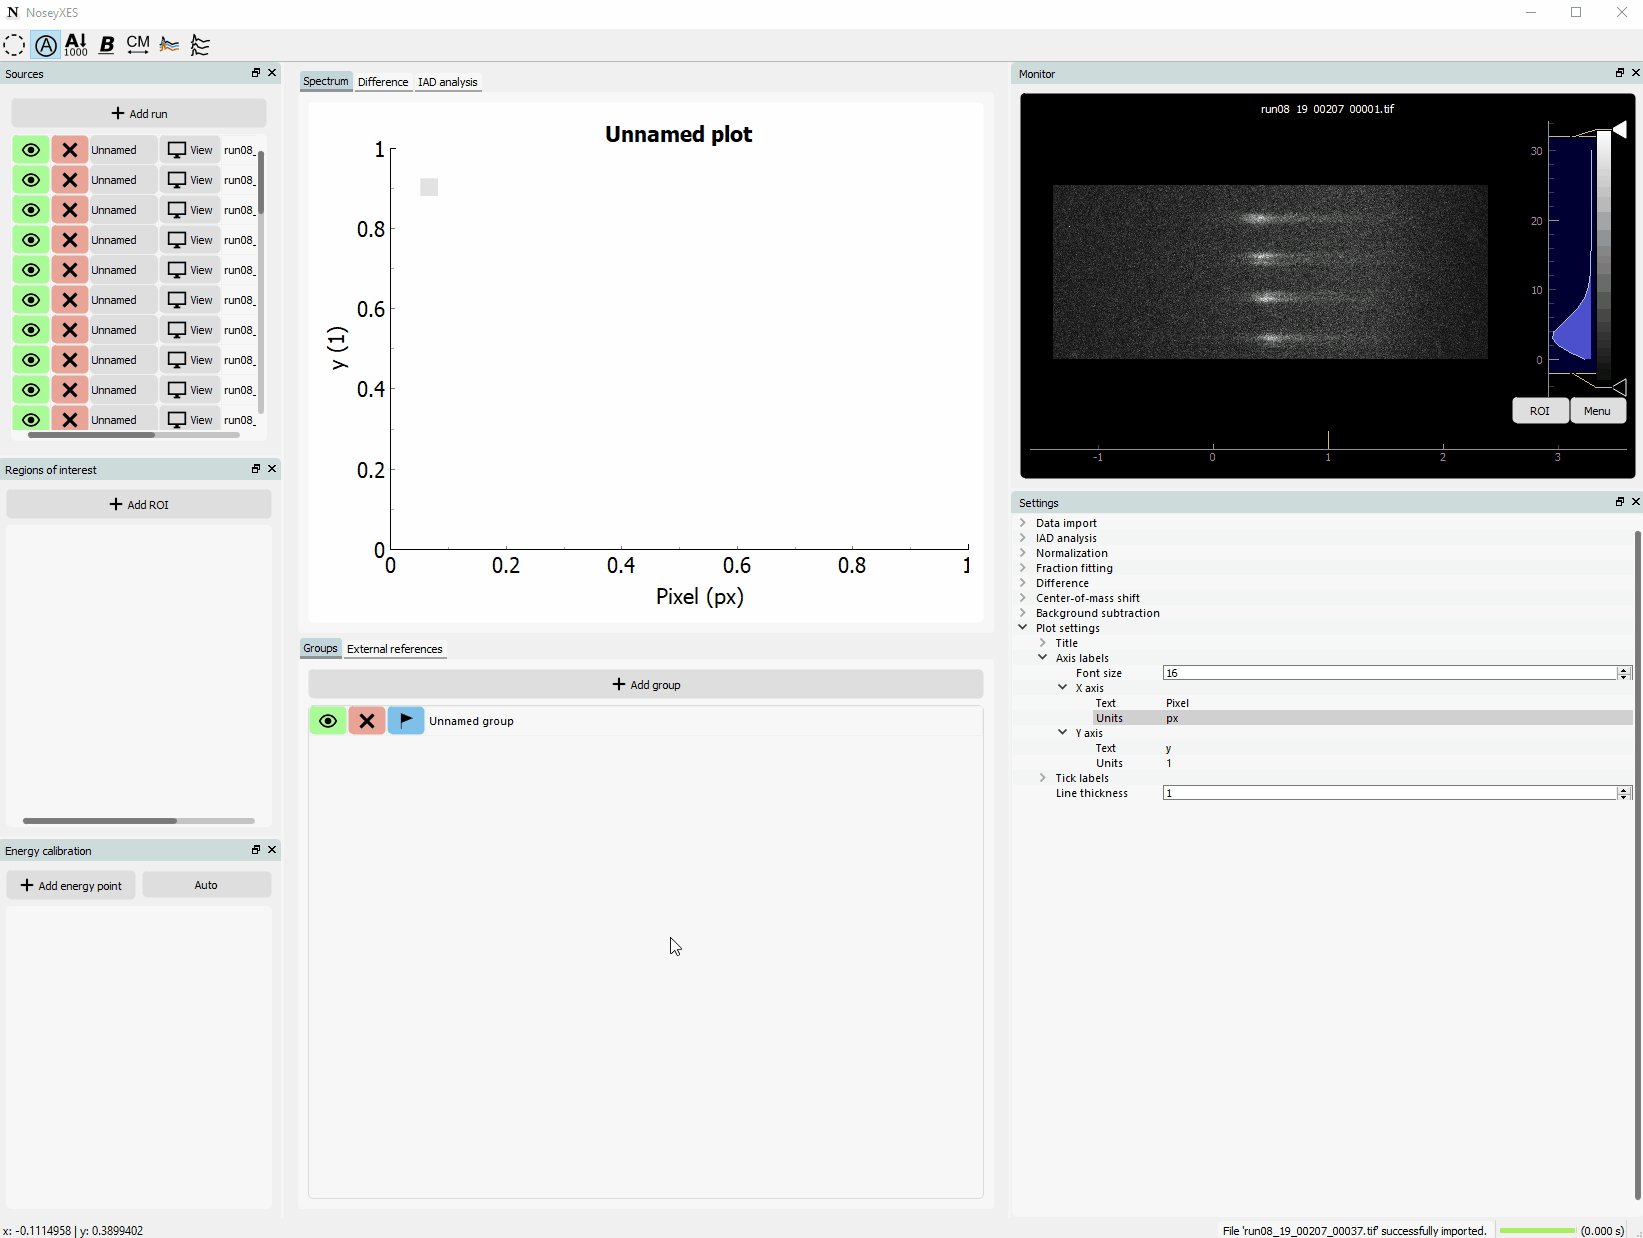 N NoseyXES
A
A 1000 B CM
Sources
Add run
Unnamed View run08_
Unnamed View run08_
Unnamed View run08_
Unnamed View run08_
Unnamed View run08_
Unnamed View run08_
Unnamed View run08_
Unnamed View run08_
Unnamed View run08_
Unnamed View run08_
Regions of interest
Add ROI
Energy calibration
Add energy point Auto
Spectrum Difference IAD analysis
Unnamed plot
1
0.8
0.6
0.4
0.2
0
y (1)
0 0.2 0.4 0.6 0.8 1
Pixel (px)
Groups External references
Add group
Unnamed group
Monitor
run08 19 00207 00001.tif
30
20
10
0
ROI Menu
-1 0 1 2 3
Settings
Data import
IAD analysis
Normalization
Fraction fitting
Difference
Center-of-mass shift
Background subtraction
Plot settings
Title
Axis labels
Font size 16
X axis
Text Pixel
Units px
Y axis
Text y
Units 1
Tick labels
Line thickness 1
x: -0.1114958 | y: 0.3899402
File 'run08_19_00207_00037.tif' successfully imported. (0.000 s)